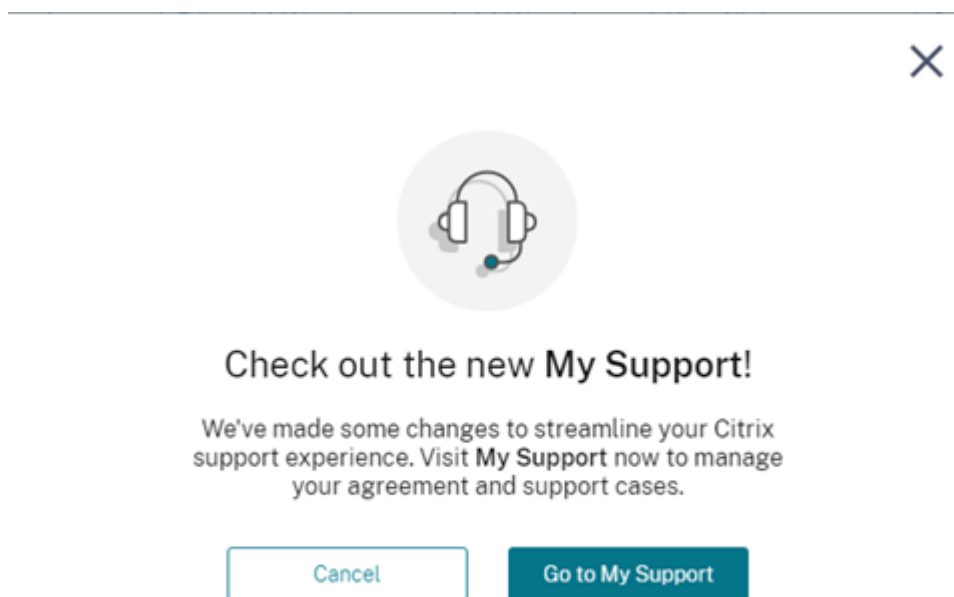 Check out the new My Support!
We've made some changes to streamline your Citrix
support experience. Visit My Support now to manage
your agreement and support cases.
Cancel
Go to My Support